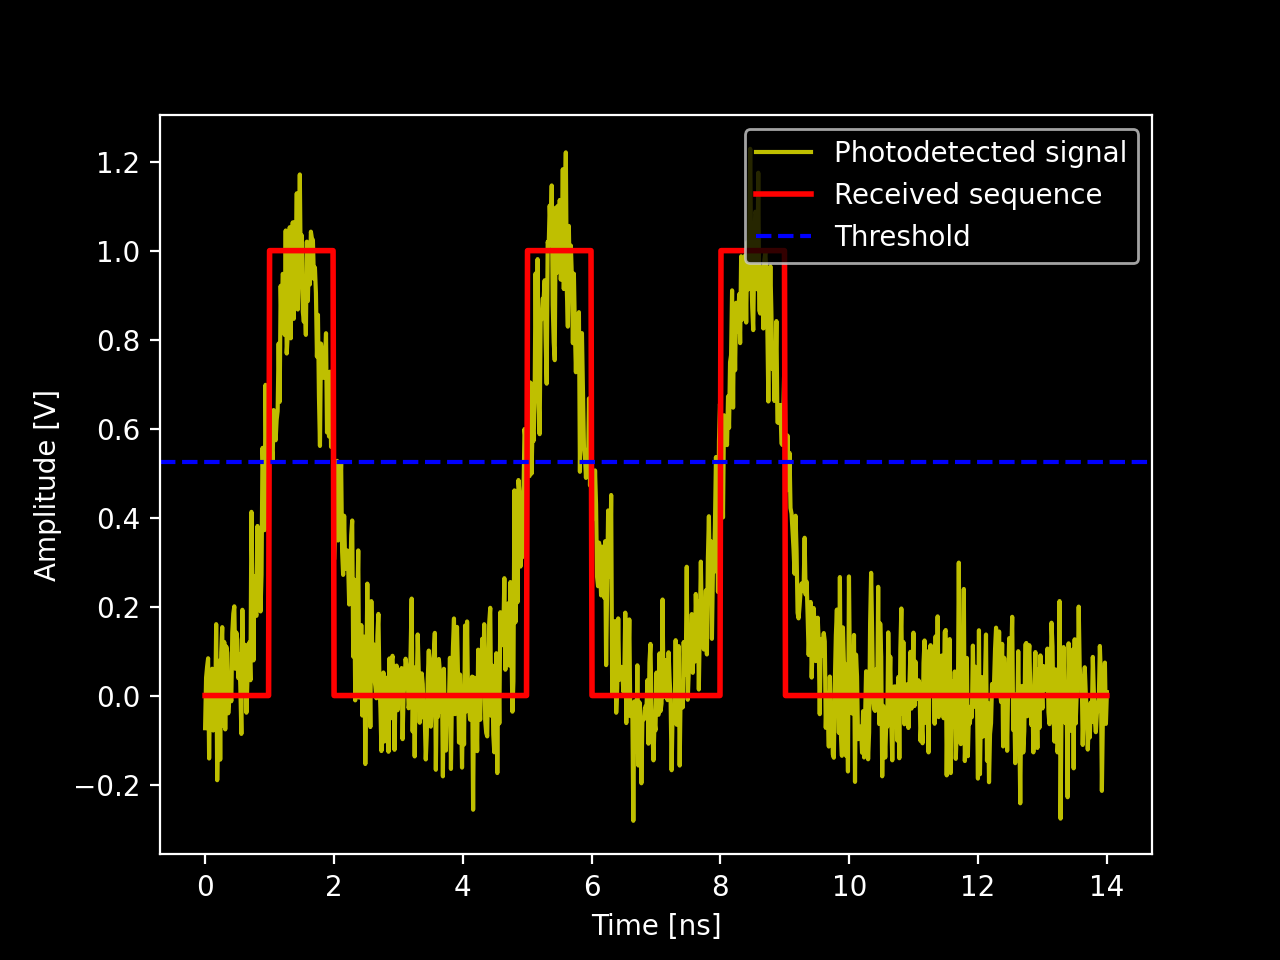 Photodetected signal
Received sequence
Threshold
1.2
1.0
0.8
0.6
0.4
0.2
0.0
−0.2
Amplitude [V]
0 2 4 6 8 10 12 14
Time [ns]